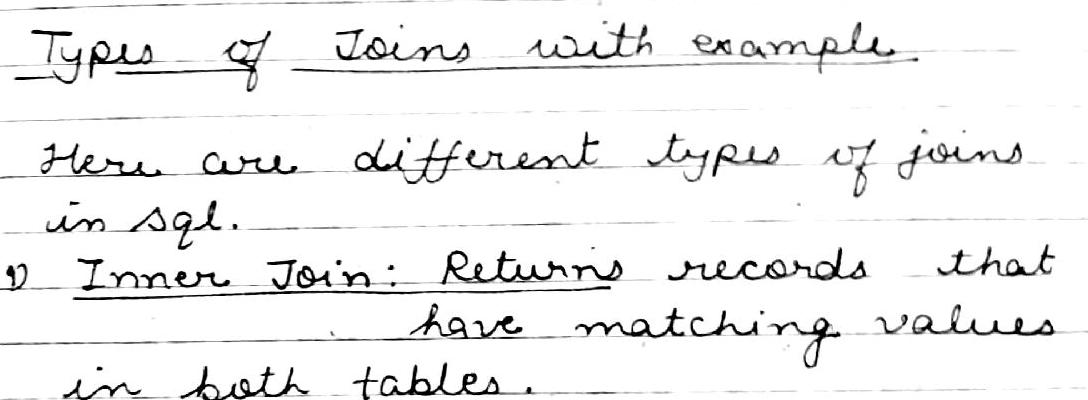 Types of Joins with example
Here are different types of joins
in sql.
1) Inner Join: Returns records that
have matching values
in both tables.